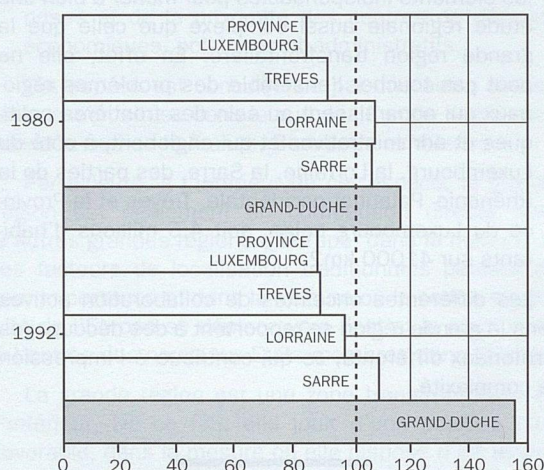 PROVINCE
LUXEMBOURG
TREVES
1980
LORRAINE
SARRE
GRAND-DUCHE
PROVINCE
LUXEMBOURG
TREVES
1992
LORRAINE
SARRE
GRAND-DUCHE
0 20 40 60 80 100 120 140 160